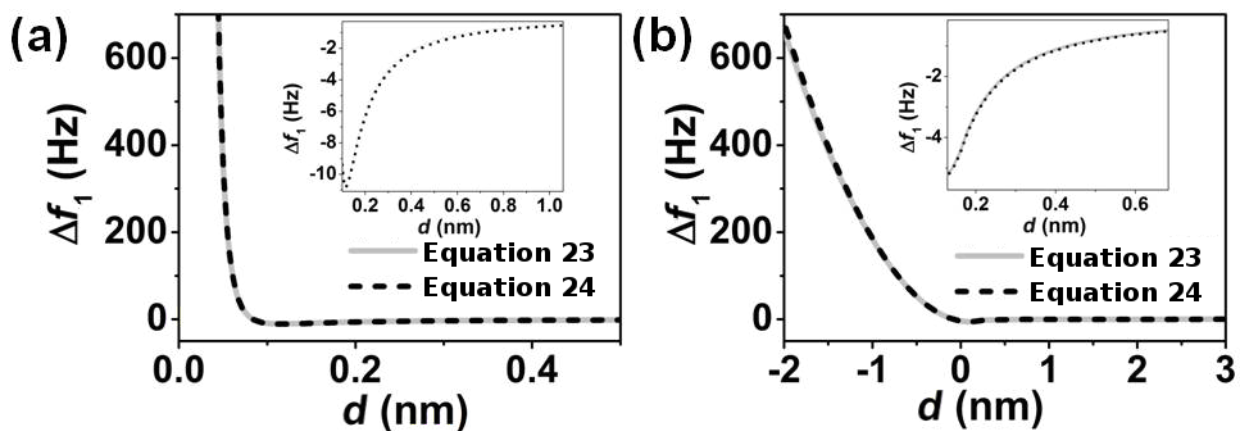 (a)
Δf1 (Hz)
600
400
200
0
0.0 0.2 0.4
d (nm)
Δf1 (Hz)
-2
-4
-6
-8
-10
0.2 0.4 0.6 0.8 1.0
d (nm)
Equation 23
Equation 24
(b)
Δf1 (Hz)
600
400
200
0
-2 -1 0 1 2 3
d (nm)
Δf1 (Hz)
-2
-4
0.2 0.4 0.6
d (nm)
Equation 23
Equation 24